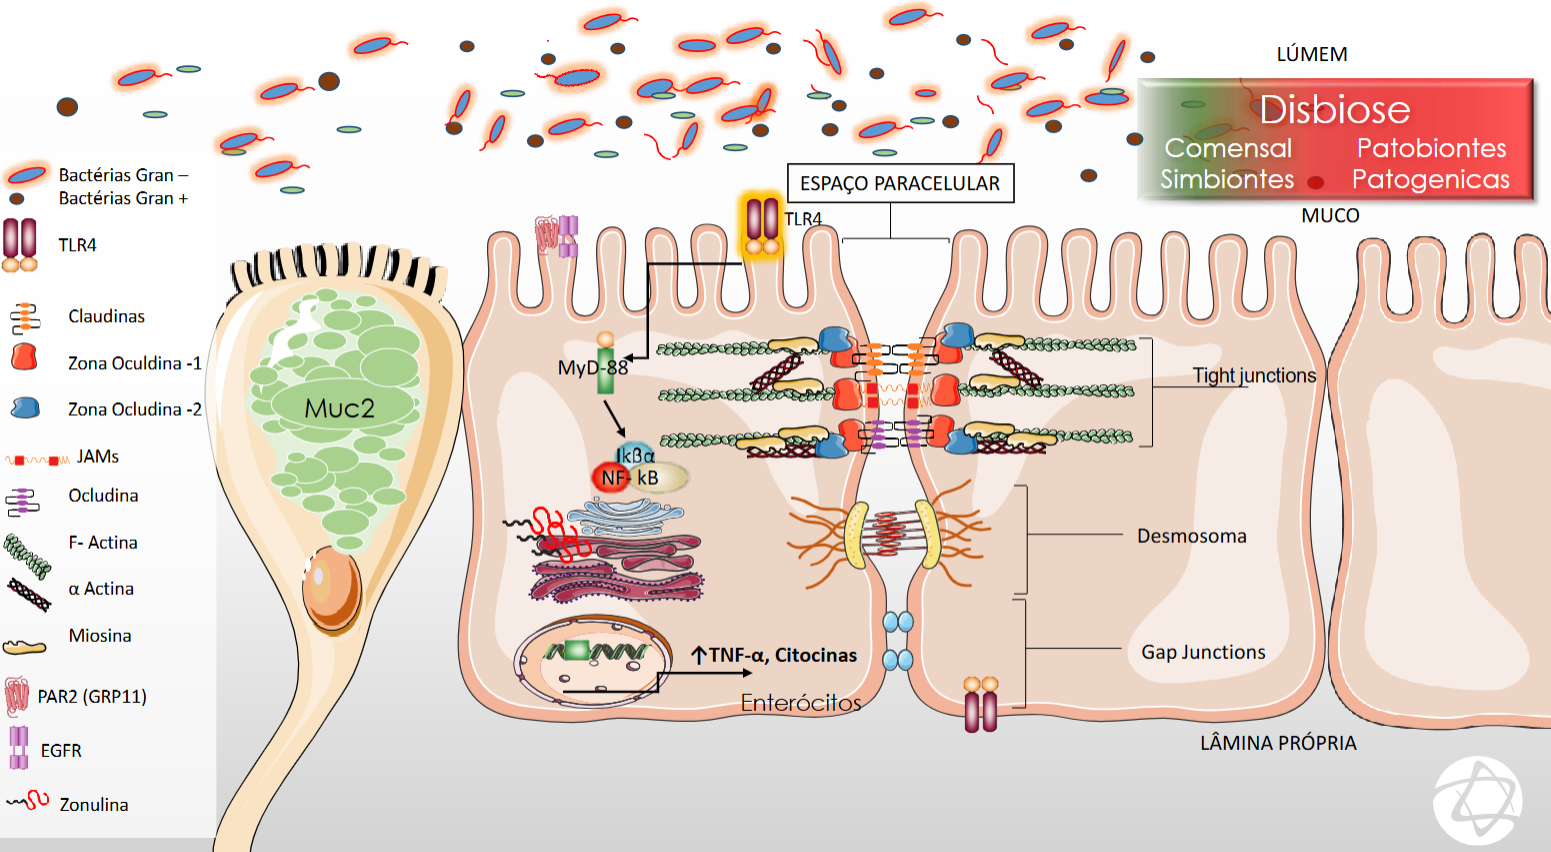 LÚMEM
Disbiose
Comensal Patobiontes
Simbiontes Patogenicas
MUCO
Bactérias Gran –
Bactérias Gran +
TLR4
Claudinas
Zona Oculdina -1
Zona Ocludina -2
JAMs
Ocludina
F- Actina
α Actina
Miosina
PAR2 (GRP11)
EGFR
Zonulina
Muc2
ESPAÇO PARACELULAR
TLR4
MyD-88
Ikβα
NF- kB
↑TNF-α, Citocinas
Enterócitos
Tight junctions
Desmosoma
Gap Junctions
LÂMINA PRÓPRIA